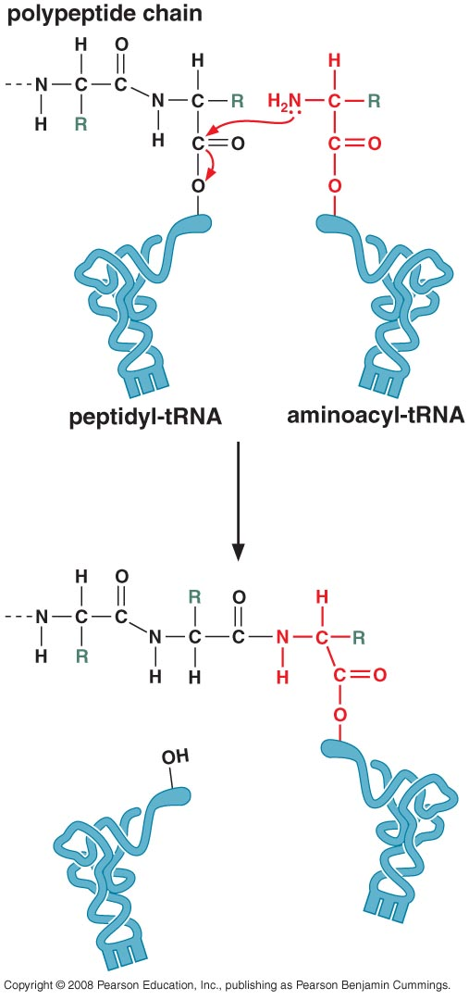 polypeptide chain
H O
H H
N C C
N C R H₂N C R
H R
H C O C O
O O
peptidyl-tRNA aminoacyl-tRNA
H O R O H
N C C
N C C N C R
H R
H H H C O
O
OH
Copyright © 2008 Pearson Education, Inc., publishing as Pearson Benjamin Cummings.